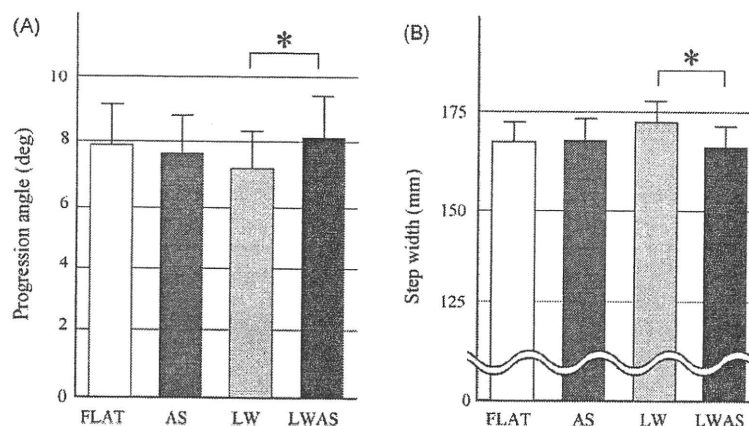 (A)
*
Progression angle (deg)
10
8
6
4
2
0
FLAT AS LW LWAS
(B)
*
Step width (mm)
175
150
125
0
FLAT AS LW LWAS